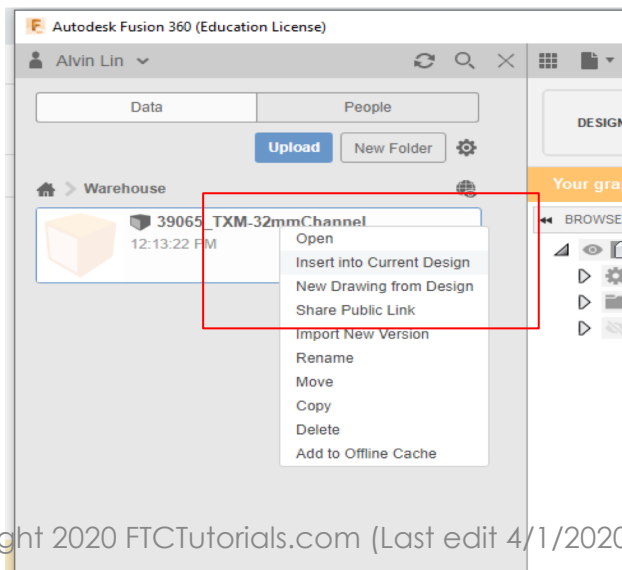 Autodesk Fusion 360 (Education License)
Alvin Lin
Data People
DESIGN
Upload New Folder
Warehouse
Your gra
BROWSE
39065_TXM-32mmChannel
12:13:22 PM
Open
Insert into Current Design
New Drawing from Design
Share Public Link
Import New Version
Rename
Move
Copy
Delete
Add to Offline Cache
ght 2020 FTCTutorials.com (Last edit 4/1/2020